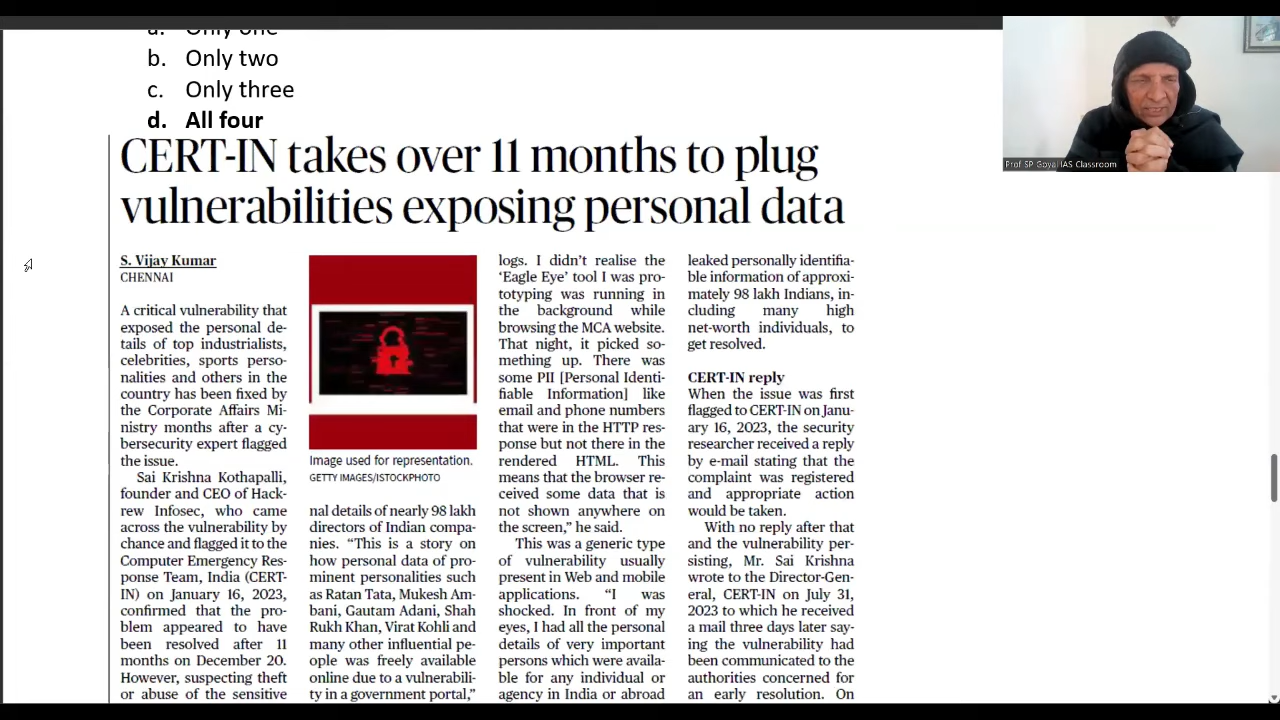 a. Only one
b. Only two
c. Only three
d. All four
CERT-IN takes over 11 months to plug
vulnerabilities exposing personal data
S. Vijay Kumar
CHENNAI
A critical vulnerability that
exposed the personal de-
tails of top industrialists,
celebrities, sports perso-
nalities and others in the
country has been fixed by
the Corporate Affairs Mi-
nistry months after a cy-
bersecurity expert flagged
the issue.
Sai Krishna Kothapalli,
founder and CEO of Hack-
rew Infosec, who came
across the vulnerability by
chance and flagged it to the
Computer Emergency Res-
ponse Team, India (CERT-
IN) on January 16, 2023,
confirmed that the pro-
blem appeared to have
been resolved after 11
months on December 20.
However, suspecting theft
or abuse of the sensitive
Image used for representation.
GETTY IMAGES/ISTOCKPHOTO
nal details of nearly 98 lakh
directors of Indian compa-
nies. “This is a story on
how personal data of pro-
minent personalities such
as Ratan Tata, Mukesh Am-
bani, Gautam Adani, Shah
Rukh Khan, Virat Kohli and
many other influential pe-
ople was freely available
online due to a vulnerabili-
ty in a government portal,”
logs. I didn’t realise the
‘Eagle Eye’ tool I was pro-
totyping was running in
the background while
browsing the MCA website.
That night, it picked so-
mething up. There was
some PII [Personal Identi-
fiable Information] like
email and phone numbers
that were in the HTTP res-
ponse but not there in the
rendered HTML. This
means that the browser re-
ceived some data that is
not shown anywhere on
the screen,” he said.
This was a generic type
of vulnerability usually
present in Web and mobile
applications. “I was
shocked. In front of my
eyes, I had all the personal
details of very important
persons which were availa-
ble for any individual or
agency in India or abroad
leaked personally identifia-
ble information of approxi-
mately 98 lakh Indians, in-
cluding many high
net-worth individuals, to
get resolved.
CERT-IN reply
When the issue was first
flagged to CERT-IN on Janu-
ary 16, 2023, the security
researcher received a reply
by e-mail stating that the
complaint was registered
and appropriate action
would be taken.
With no reply after that
and the vulnerability per-
sisting, Mr. Sai Krishna
wrote to the Director-Gen-
eral, CERT-IN on July 31,
2023 to which he received
a mail three days later say-
ing the vulnerability had
been communicated to the
authorities concerned for
an early resolution. On
Prof SP Goyal IAS Classroom